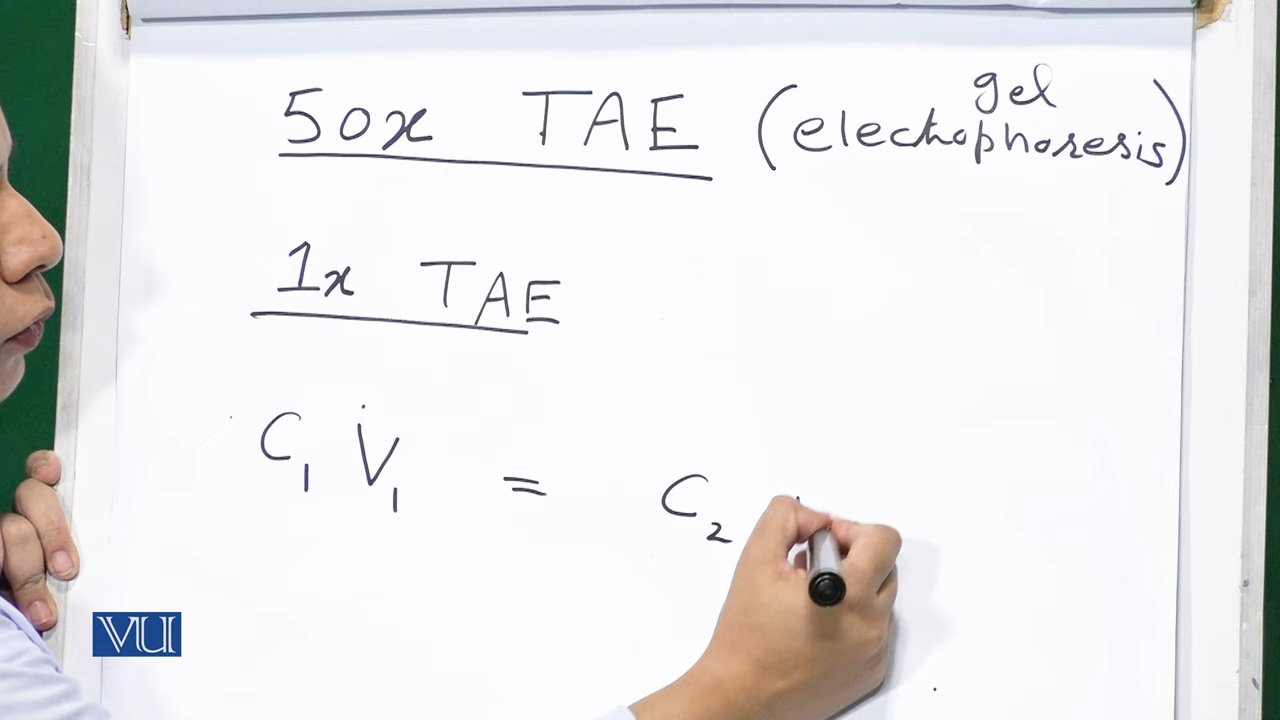 50x TAE (gel electrophoresis)
1x TAE
C₁ V₁ = C₂
VU